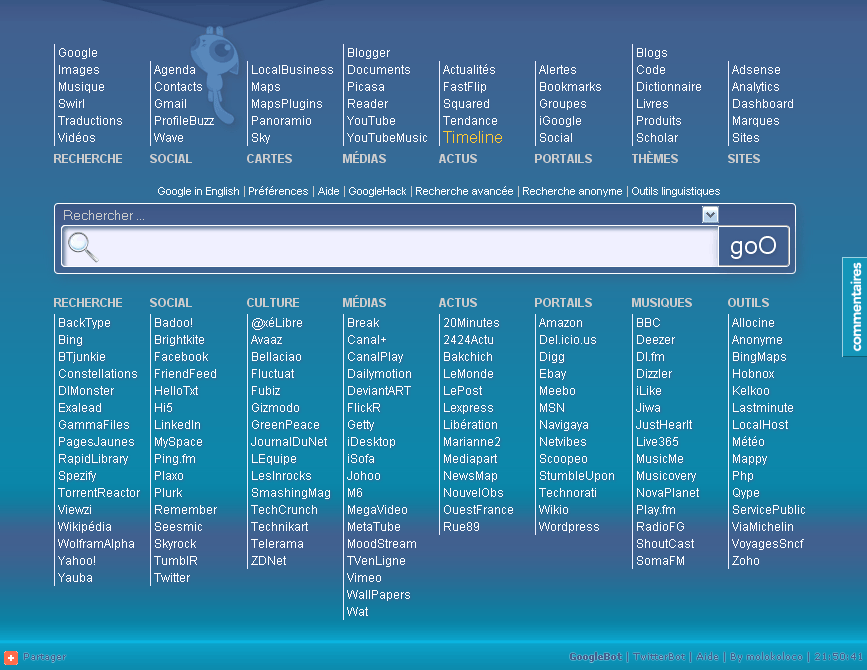 Google
Images
Musique
Swirl
Traductions
Vidéos
RECHERCHE
Agenda
Contacts
Gmail
ProfileBuzz
Wave
SOCIAL
LocalBusiness
Maps
MapsPlugins
Panoramio
Sky
CARTES
Blogger
Documents
Picasa
Reader
YouTube
YouTubeMusic
MÉDIAS
Actualités
FastFlip
Squared
Tendance
Timeline
ACTUS
Alertes
Bookmarks
Groupes
iGoogle
Social
PORTAILS
Blogs
Code
Dictionnaire
Livres
Produits
Scholar
THÈMES
Adsense
Analytics
Dashboard
Marques
Sites
SITES
Google in English | Préférences | Aide | GoogleHack | Recherche avancée | Recherche anonyme | Outils linguistiques
Rechercher ...
goO
commentaires
RECHERCHE
BackType
Bing
BTjunkie
Constellations
DIMonster
Exalead
GammaFiles
PagesJaunes
RapidLibrary
Spezify
TorrentReactor
Viewzi
Wikipédia
WolframAlpha
Yahoo!
Yauba
SOCIAL
Badoo!
Brightkite
Facebook
FriendFeed
HelloTxt
Hi5
LinkedIn
MySpace
Ping.fm
Plaxo
Plurk
Remember
Seesmic
Skyrock
TumblR
Twitter
CULTURE
@xéLibre
Avaaz
Bellaciao
Fluctuat
Fubiz
Gizmodo
GreenPeace
JournalDuNet
LEquipe
LesInrocks
SmashingMag
TechCrunch
Technikart
Telerama
ZDNet
MÉDIAS
Break
Canal+
CanalPlay
Dailymotion
DeviantART
FlickR
Getty
iDesktop
iSofa
Johoo
M6
MegaVideo
MetaTube
MoodStream
TVenLigne
Vimeo
WallPapers
Wat
ACTUS
20Minutes
2424Actu
Bakchich
LeMonde
LePost
Lexpress
Libération
Marianne2
Mediapart
NewsMap
NouvelObs
OuestFrance
Rue89
PORTAILS
Amazon
Del.icio.us
Digg
Ebay
Meebo
MSN
Navigaya
Netvibes
Scoopeo
StumbleUpon
Technorati
Wikio
Wordpress
MUSIQUES
BBC
Deezer
DI.fm
Dizzler
iLike
Jiwa
JustHearIt
Live365
MusicMe
Musicovery
NovaPlanet
Play.fm
RadioFG
ShoutCast
SomaFM
OUTILS
Allocine
Anonyme
BingMaps
Hobnox
Kelkoo
Lastminute
LocalHost
Météo
Mappy
Php
Qype
ServicePublic
ViaMichelin
VoyagesSncf
Zoho
Partager
GoogleBot | TwitterBot | Aide | By molokoloco | 21:50:41